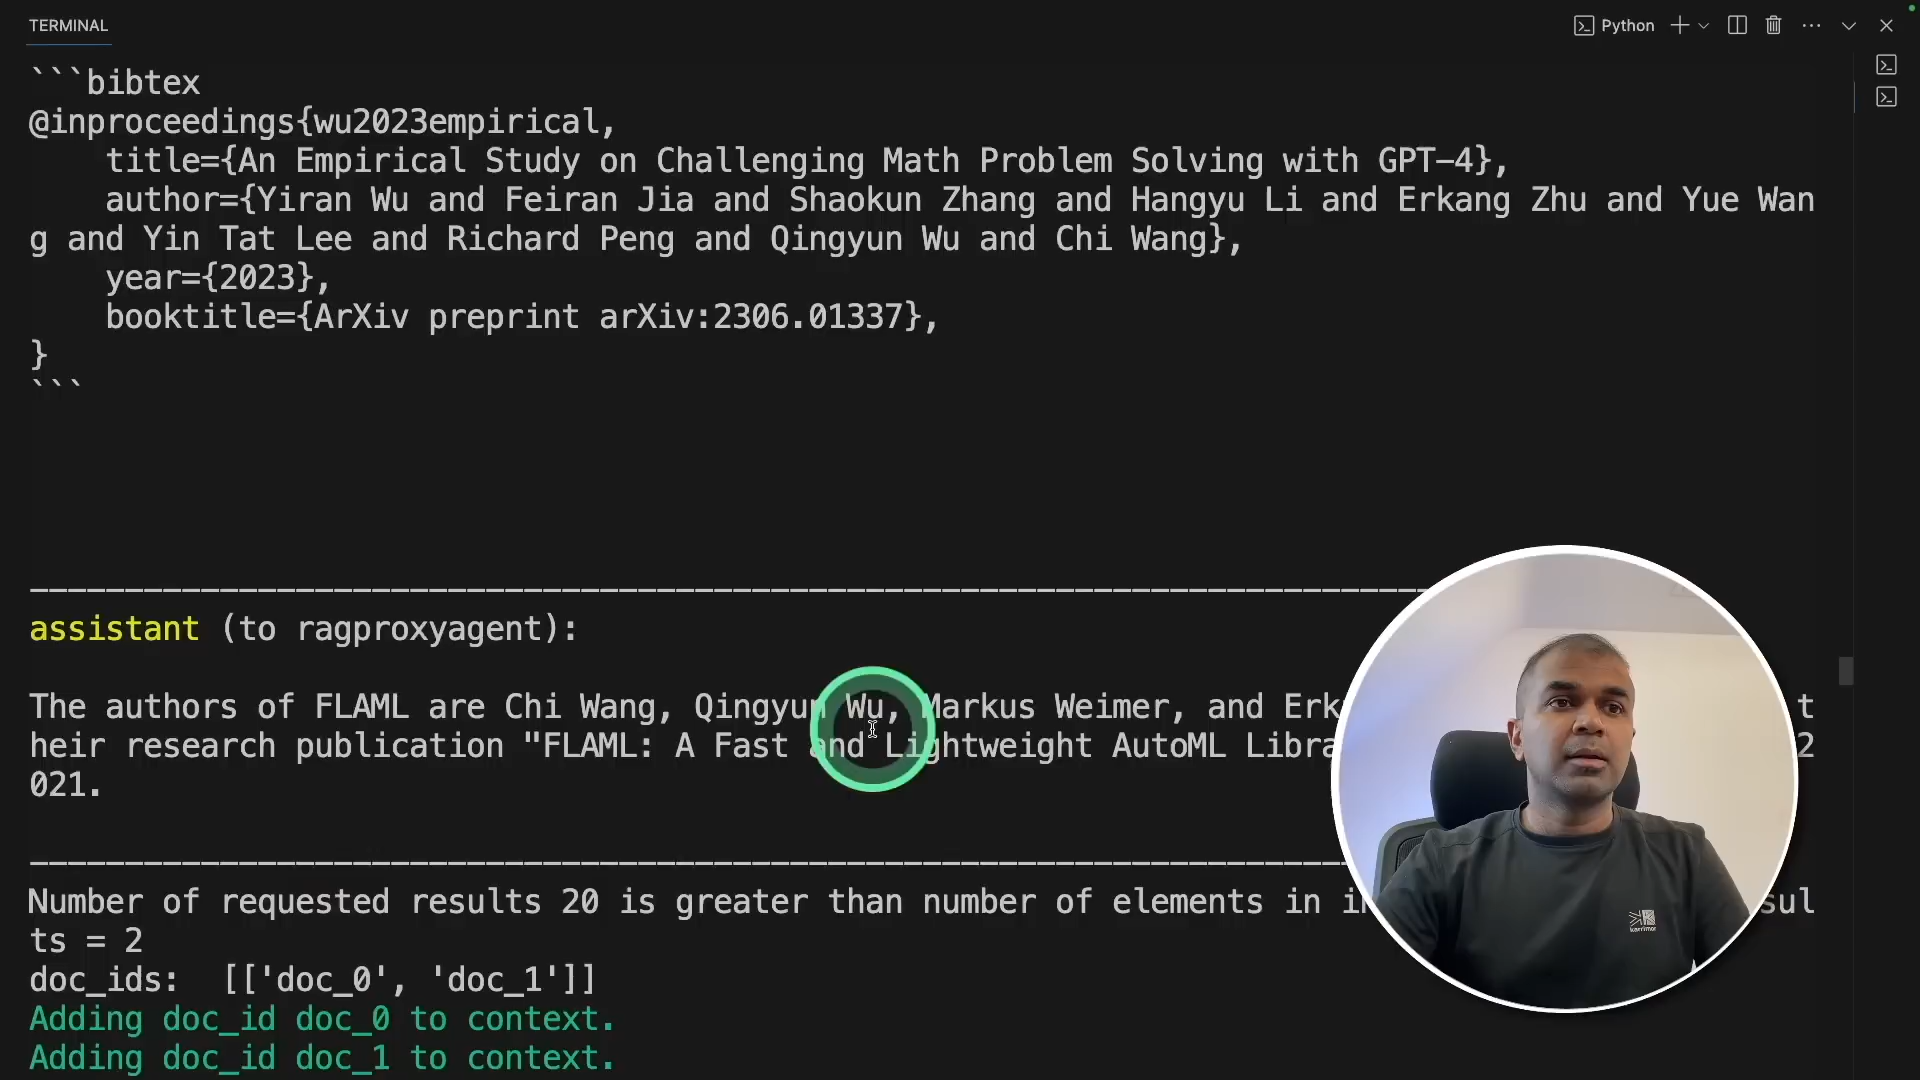 TERMINAL
Python
```bibtex
@inproceedings{wu2023empirical,
title={An Empirical Study on Challenging Math Problem Solving with GPT-4},
author={Yiran Wu and Feiran Jia and Shaokun Zhang and Hangyu Li and Erkang Zhu and Yue Wan
g and Yin Tat Lee and Richard Peng and Qingyun Wu and Chi Wang},
year={2023},
booktitle={ArXiv preprint arXiv:2306.01337},
}
```
assistant (to ragproxyagent):
The authors of FLAML are Chi Wang, Qingyun Wu, Markus Weimer, and Erk t
heir research publication "FLAML: A Fast and Lightweight AutoML Libra 2
021.
Number of requested results 20 is greater than number of elements in in sul
ts = 2
doc_ids:  [['doc_0', 'doc_1']]
Adding doc_id doc_0 to context.
Adding doc_id doc_1 to context.
karrimor